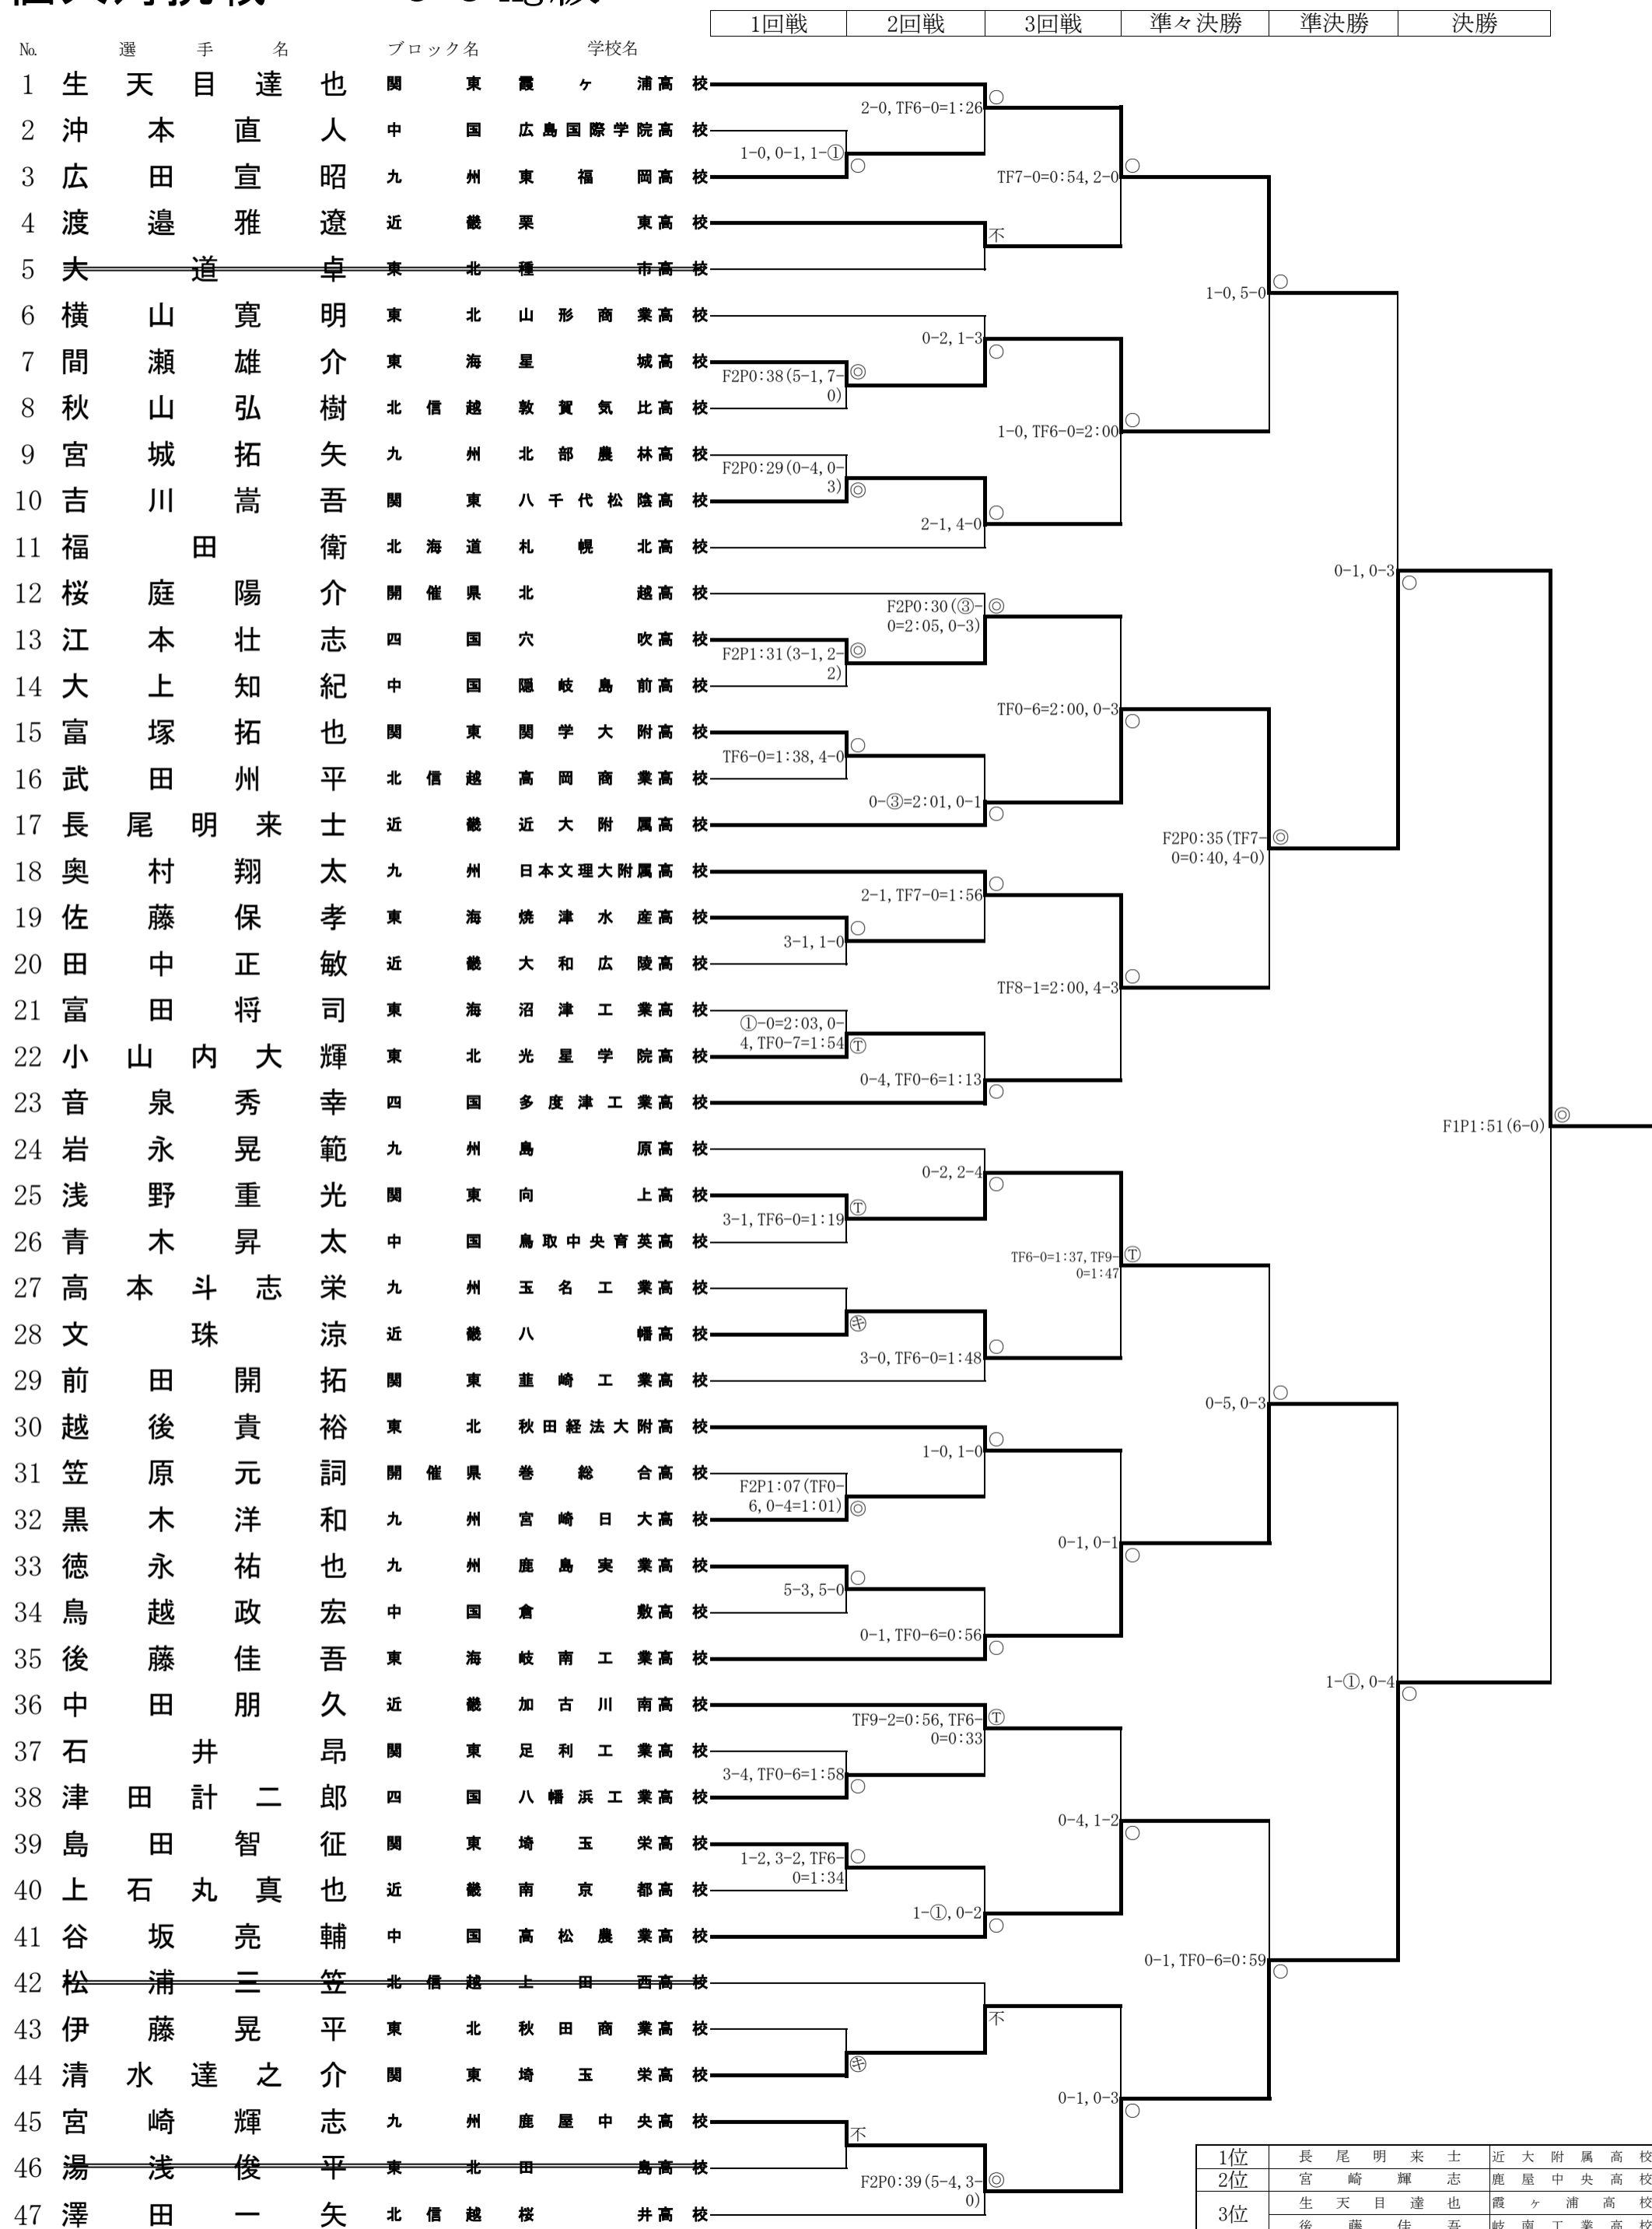 1回戦 2回戦 3回戦 準々決勝 準決勝 決勝
№ 選手名 ブロック名 学校名
1 生天目達也 関東 霞ヶ浦高校
2-0,TF6-0=1:26 ○
2 沖本直人 中国 広島国際学院高校
1-0,0-1,1-① ○
3 広田宣昭 九州 東福岡高校
TF7-0=0:54,2-0 ○
4 渡邉雅遼 近畿 栗東高校
不
5 大道卓 東北 種市高校
1-0,5-0 ○
6 横山寛明 東北 山形商業高校
0-2,1-3 ○
7 間瀬雄介 東海 星城高校
F2P0:38(5-1,7-
0) ◎
8 秋山弘樹 北信越 敦賀気比高校
1-0,TF6-0=2:00 ○
9 宮城拓矢 九州 北部農林高校
F2P0:29(0-4,0-
3) ◎
10 吉川嵩吾 関東 八千代松陰高校
2-1,4-0 ○
11 福田衛 北海道 札幌北高校
0-1,0-3 ○
12 桜庭陽介 開催県 北越高校
F2P0:30(③-
0=2:05,0-3) ◎
13 江本壮志 四国 穴吹高校
F2P1:31(3-1,2-
2) ◎
14 大上知紀 中国 隠岐島前高校
TF0-6=2:00,0-3 ○
15 富塚拓也 関東 関学大附高校
TF6-0=1:38,4-0 ○
16 武田州平 北信越 高岡商業高校
0-③=2:01,0-1 ○
17 長尾明来士 近畿 近大附属高校
F2P0:35(TF7-
0=0:40,4-0) ◎
18 奥村翔太 九州 日本文理大附属高校
2-1,TF7-0=1:56 ○
19 佐藤保孝 東海 焼津水産高校
3-1,1-0 ○
20 田中正敏 近畿 大和広陵高校
TF8-1=2:00,4-3 ○
21 富田将司 東海 沼津工業高校
①-0=2:03,0-
4,TF0-7=1:54 Ⓣ
22 小山内大輝 東北 光星学院高校
0-4,TF0-6=1:13 ○
23 音泉秀幸 四国 多度津工業高校
F1P1:51(6-0) ◎
24 岩永晃範 九州 島原高校
0-2,2-4 ○
25 浅野重光 関東 向上高校
3-1,TF6-0=1:19 Ⓣ
26 青木昇太 中国 鳥取中央育英高校
TF6-0=1:37,TF9-
0=1:47 Ⓣ
27 高本斗志栄 九州 玉名工業高校
㋖
28 文珠涼 近畿 八幡高校
3-0,TF6-0=1:48 ○
29 前田開拓 関東 韮崎工業高校
0-5,0-3 ○
30 越後貴裕 東北 秋田経法大附高校
1-0,1-0 ○
31 笠原元詞 開催県 巻総合高校
F2P1:07(TF0-
6,0-4=1:01) ◎
32 黒木洋和 九州 宮崎日大高校
0-1,0-1 ○
33 徳永祐也 九州 鹿島実業高校
5-3,5-0 ○
34 鳥越政宏 中国 倉敷高校
0-1,TF0-6=0:56 ○
35 後藤佳吾 東海 岐南工業高校
1-①,0-4 ○
36 中田朋久 近畿 加古川南高校
TF9-2=0:56,TF6-
0=0:33 Ⓣ
37 石井昂 関東 足利工業高校
3-4,TF0-6=1:58 ○
38 津田計二郎 四国 八幡浜工業高校
0-4,1-2 ○
39 島田智征 関東 埼玉栄高校
1-2,3-2,TF6-
0=1:34 ○
40 上石丸真也 近畿 南京都高校
1-①,0-2 ○
41 谷坂亮輔 中国 高松農業高校
0-1,TF0-6=0:59 ○
42 松浦三笠 北信越 上田西高校
不
43 伊藤晃平 東北 秋田商業高校
㋖
44 清水達之介 関東 埼玉栄高校
0-1,0-3 ○
45 宮崎輝志 九州 鹿屋中央高校
不
46 湯浅俊平 東北 田島高校
F2P0:39(5-4,3-
0) ◎
47 澤田一矢 北信越 桜井高校
1位 長尾明来士 近大附属高校
2位 宮崎輝志 鹿屋中央高校
3位 生天目達也 霞ヶ浦高校
後藤佳吾 岐南工業高校